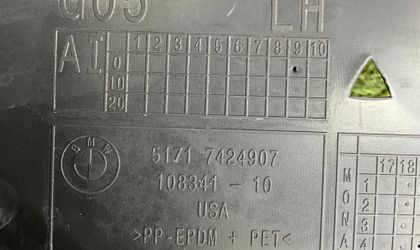 G05 LH
AI 1 2 3 4 5 6 7 8 9 10
0
10
20
BMW
5171 7424907
108341 - 10
USA
>PP-EPDM + PET<
17 18
M 1
O 2
N 3
A 4